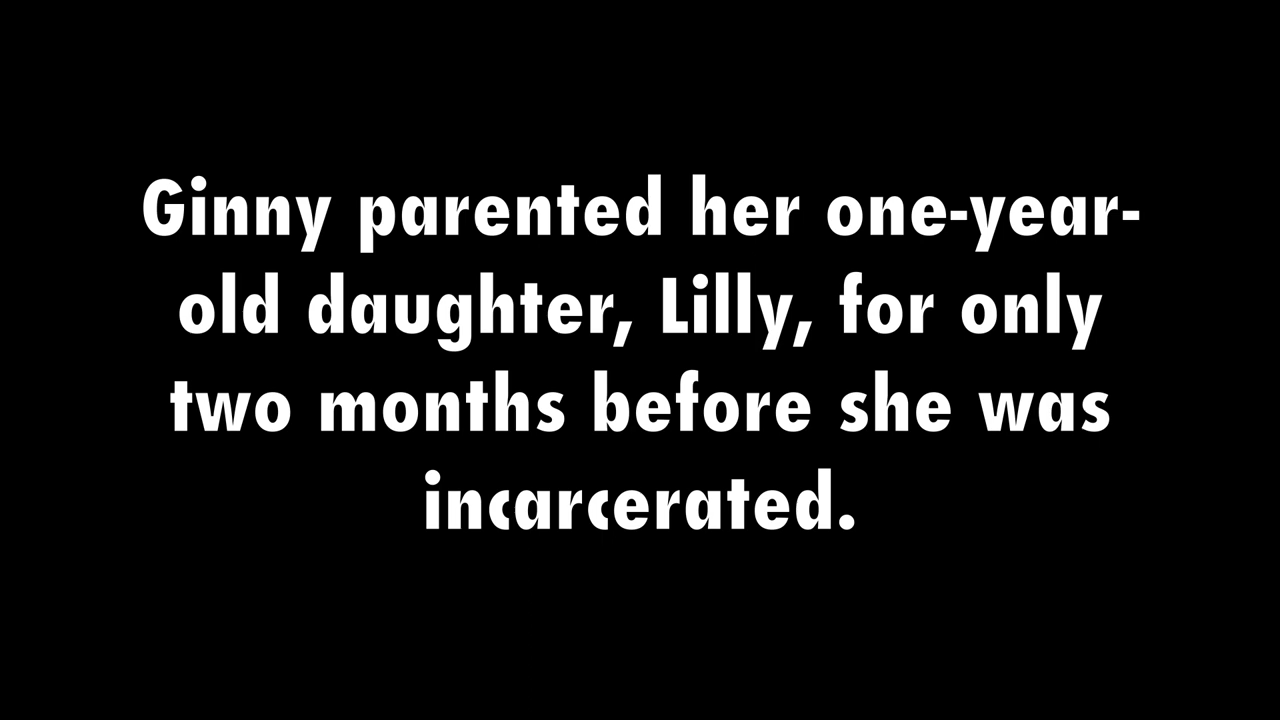 Ginny parented her one-year-
old daughter, Lilly, for only
two months before she was
incarcerated.